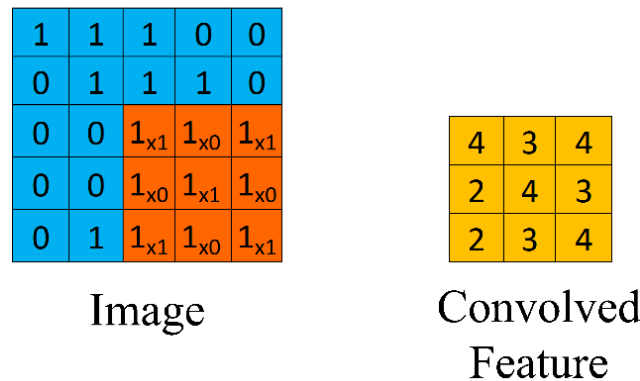 1 1 1 0 0
0 1 1 1 0
0 0 1x1 1x0 1x1
0 0 1x0 1x1 1x0
0 1 1x1 1x0 1x1
4 3 4
2 4 3
2 3 4
Image
Convolved
Feature